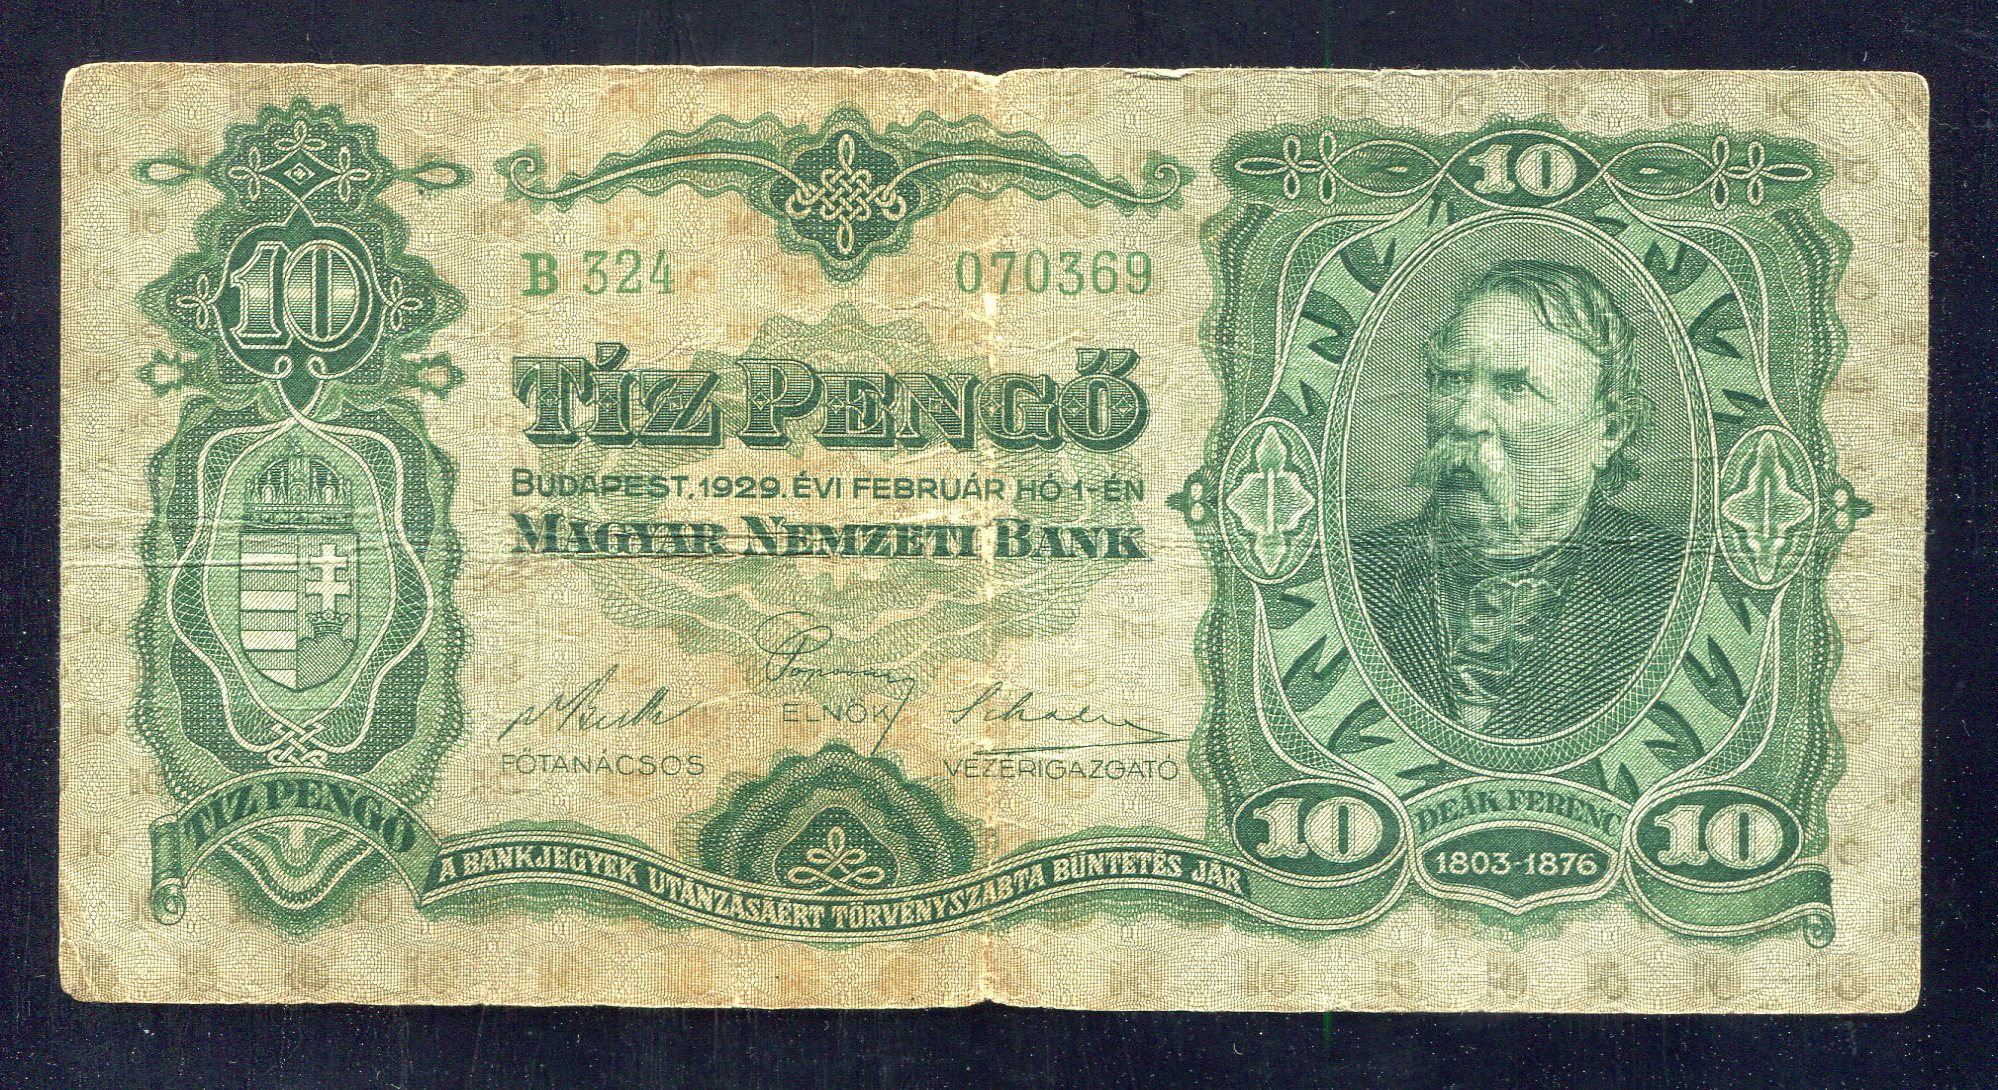 10
10
B 324 070369
TÍZ PENGŐ
BUDAPEST, 1929. ÉVI FEBRUÁR HÓ 1-ÉN
MAGYAR NEMZETI BANK
ELNÖK
FŐTANÁCSOS
VEZÉRIGAZGATÓ
TÍZ PENGŐ
A BANKJEGYEK UTÁNZÁSÁÉRT TÖRVÉNYSZABTA BÜNTETÉS JÁR
10
DEÁK FERENC
10
1803-1876